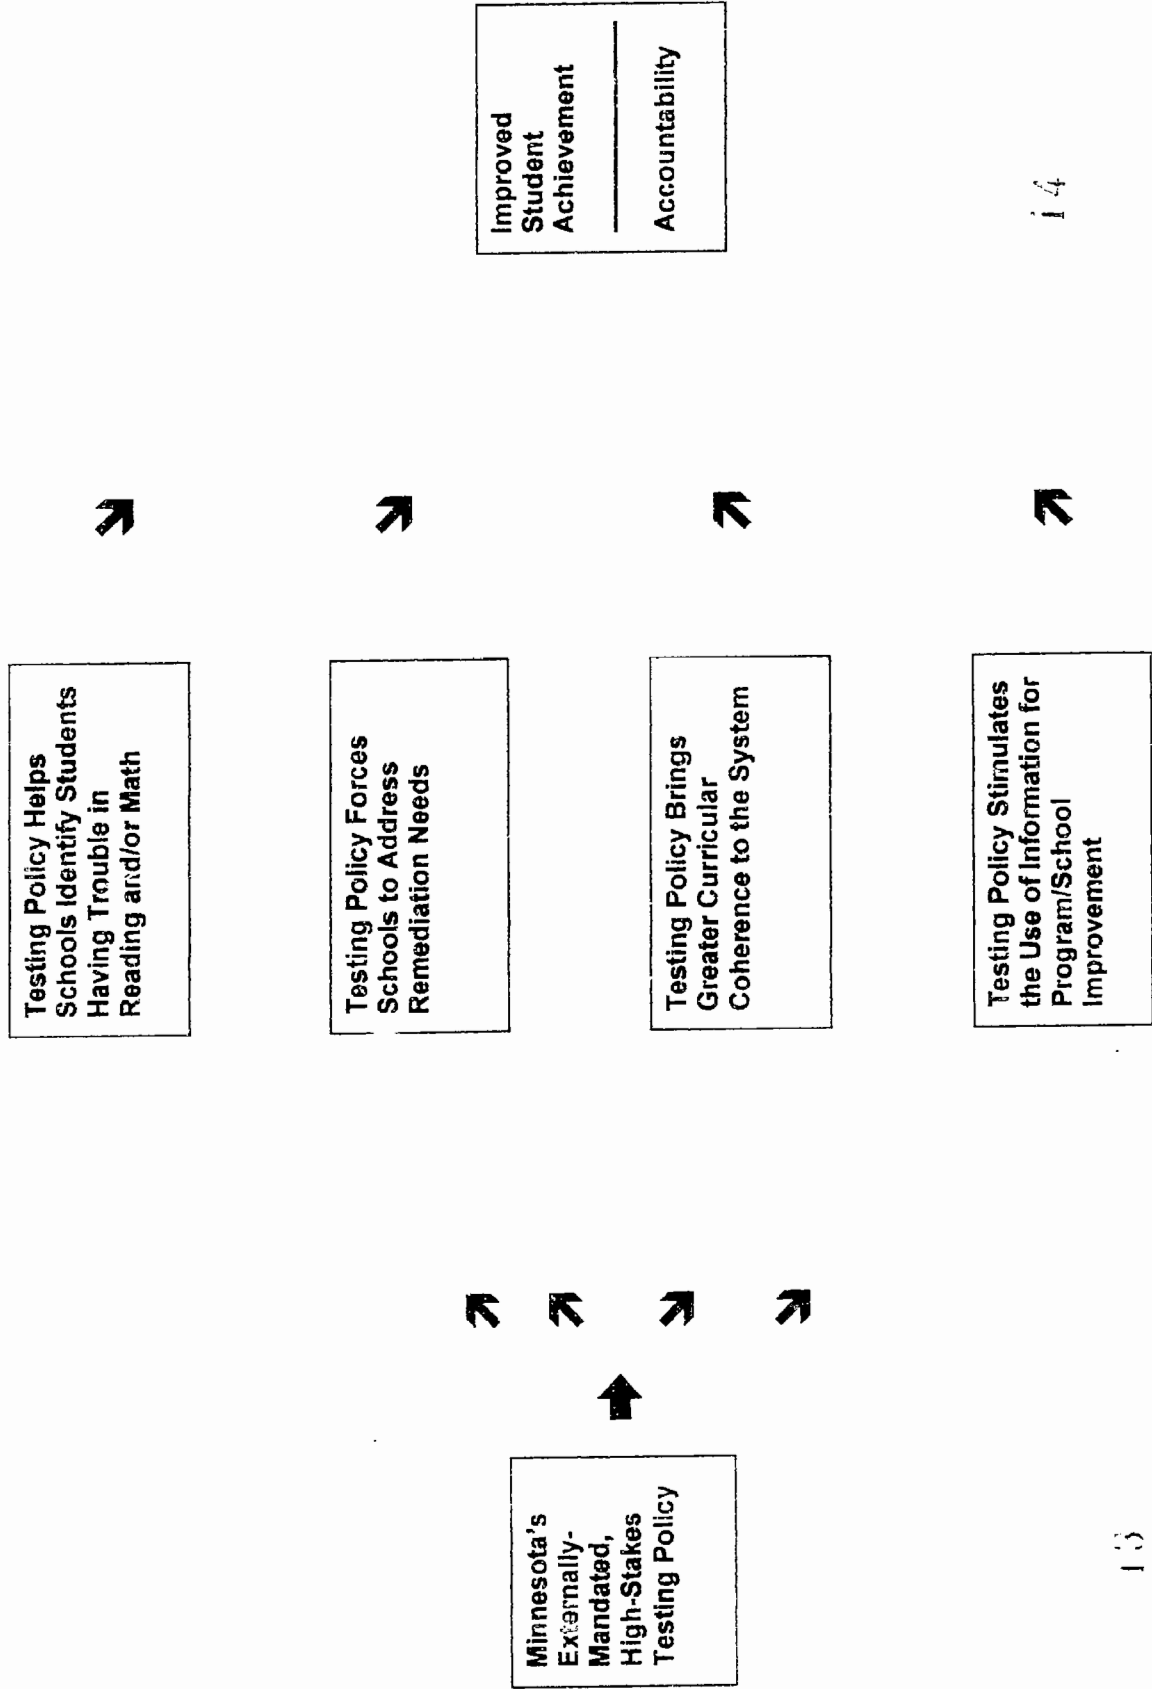 Minnesota's
Externally-
Mandated,
High-Stakes
Testing Policy
Testing Policy Helps
Schools Identify Students
Having Trouble in
Reading and/or Math
Testing Policy Forces
Schools to Address
Remediation Needs
Testing Policy Brings
Greater Curricular
Coherence to the System
Testing Policy Stimulates
the Use of Information for
Program/School
Improvement
Improved
Student
Achievement
Accountability
13
14